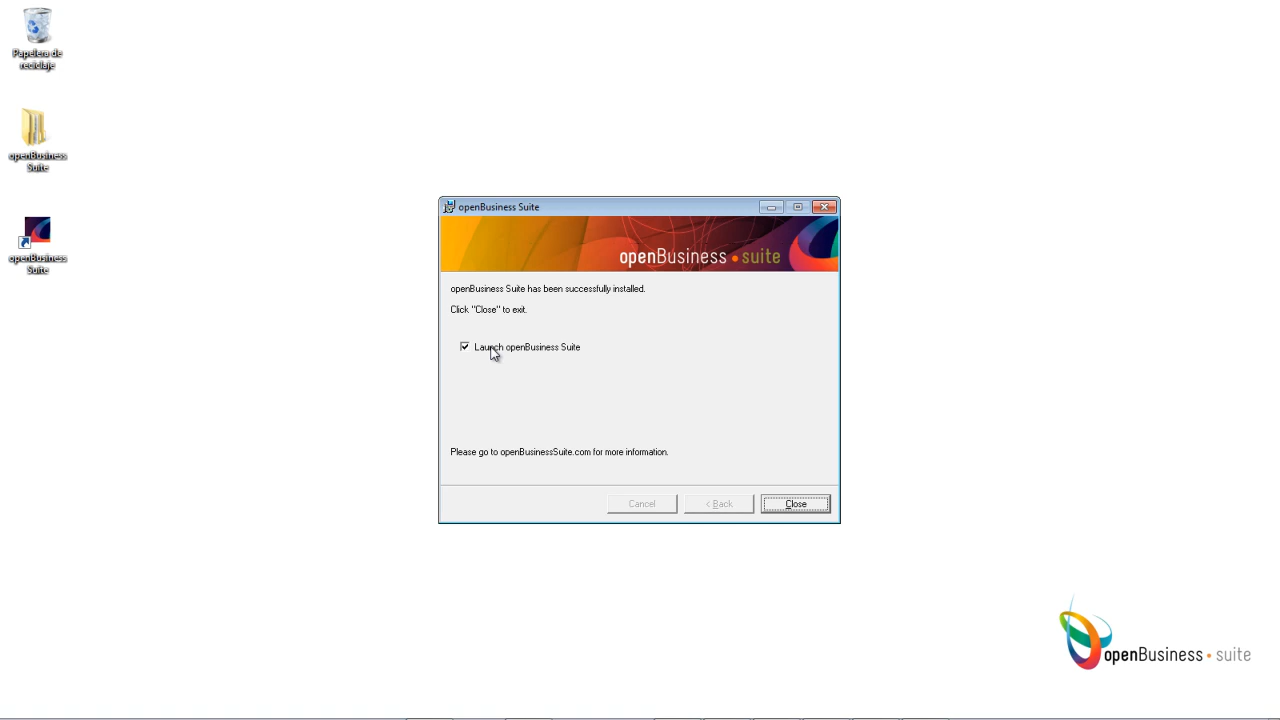 Papelera de
reciclaje
openBusiness
Suite
openBusiness
Suite
openBusiness Suite
openBusiness • suite
openBusiness Suite has been successfully installed.
Click "Close" to exit.
Launch openBusiness Suite
Please go to openBusinessSuite.com for more information.
Cancel
< Back
Close
openBusiness • suite